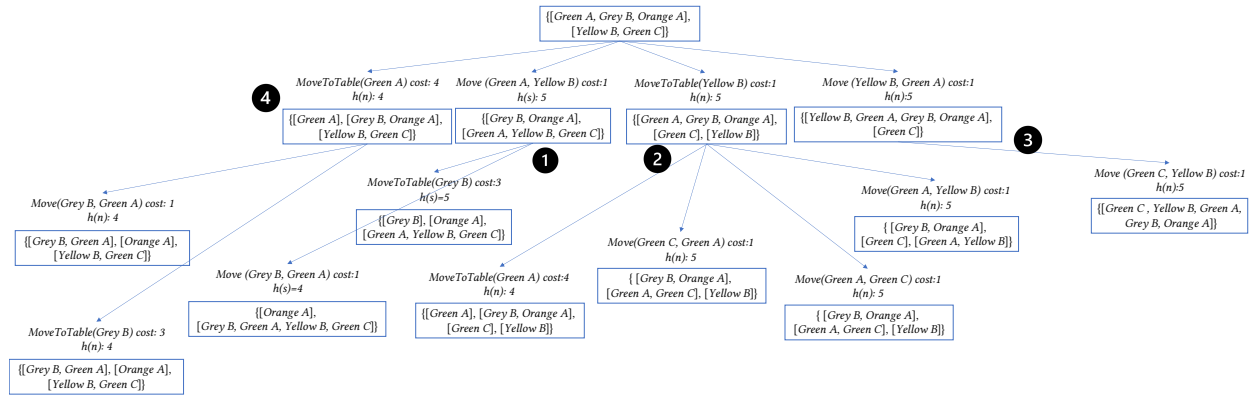 {[Green A, Grey B, Orange A],
[Yellow B, Green C]}
MoveToTable(Green A) cost: 4
h(n): 4
Move (Green A, Yellow B) cost:1
h(s): 5
MoveToTable(Yellow B) cost:1
h(n): 5
Move (Yellow B, Green A) cost:1
h(n):5
4
{[Green A], [Grey B, Orange A],
[Yellow B, Green C]}
{[Grey B, Orange A],
[Green A, Yellow B, Green C]}
{[Green A, Grey B, Orange A],
[Green C], [Yellow B]}
{[Yellow B, Green A, Grey B, Orange A],
[Green C]}
1
2
3
Move(Grey B, Green A) cost: 1
h(n): 4
{[Grey B, Green A], [Orange A],
[Yellow B, Green C]}
MoveToTable(Grey B) cost:3
h(s)=5
{[Grey B], [Orange A],
[Green A, Yellow B, Green C]}
Move(Green A, Yellow B) cost:1
h(n): 5
{ [Grey B, Orange A],
[Green C], [Green A, Yellow B]}
Move (Green C, Yellow B) cost:1
h(n):5
{[Green C , Yellow B, Green A,
Grey B, Orange A]}
Move (Grey B, Green A) cost:1
h(s)=4
{[Orange A],
[Grey B, Green A, Yellow B, Green C]}
MoveToTable(Green A) cost:4
h(n): 4
{[Green A], [Grey B, Orange A],
[Green C], [Yellow B]}
Move(Green C, Green A) cost:1
h(n): 5
{ [Grey B, Orange A],
[Green A, Green C], [Yellow B]}
Move(Green A, Green C) cost:1
h(n): 5
{ [Grey B, Orange A],
[Green A, Green C], [Yellow B]}
MoveToTable(Grey B) cost: 3
h(n): 4
{[Grey B, Green A], [Orange A],
[Yellow B, Green C]}